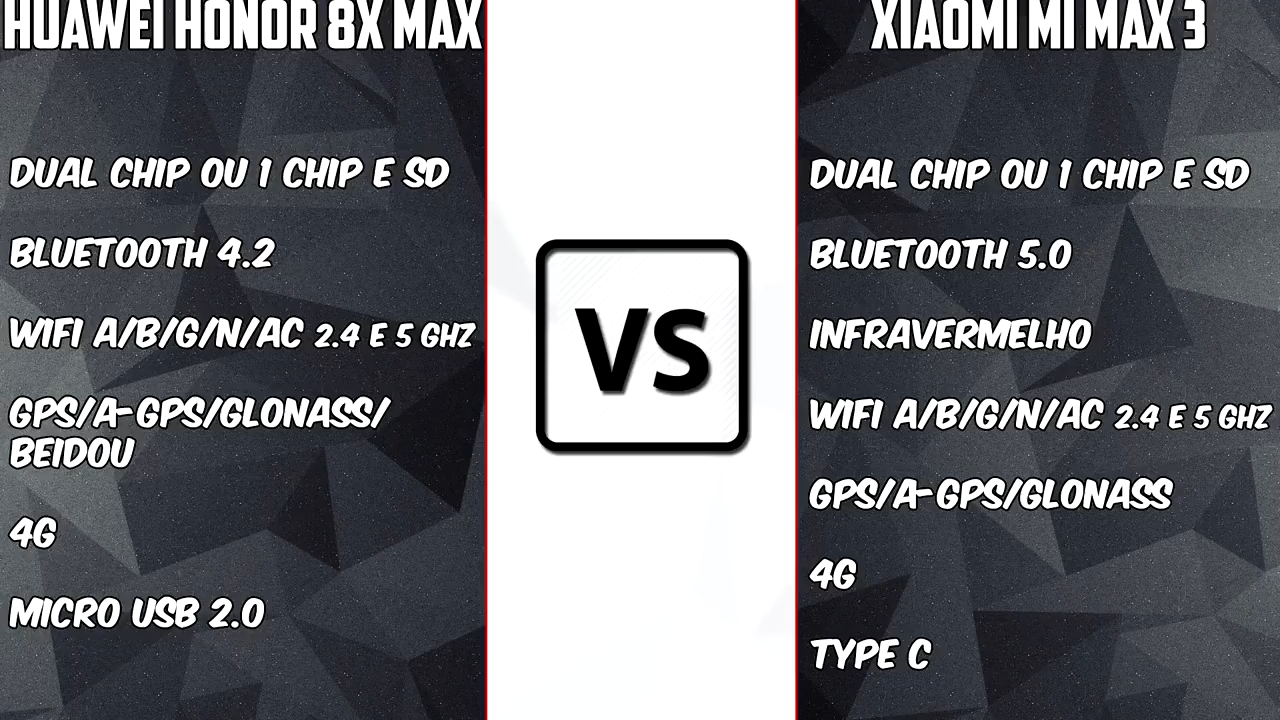 HUAWEI HONOR 8X MAX
DUAL CHIP OU 1 CHIP E SD
BLUETOOTH 4.2
WIFI A/B/G/N/AC 2.4 E 5 GHZ
GPS/A-GPS/GLONASS/
BEIDOU
4G
MICRO USB 2.0
VS
XIAOMI MI MAX 3
DUAL CHIP OU 1 CHIP E SD
BLUETOOTH 5.0
INFRAVERMELHO
WIFI A/B/G/N/AC 2.4 E 5 GHZ
GPS/A-GPS/GLONASS
4G
TYPE C